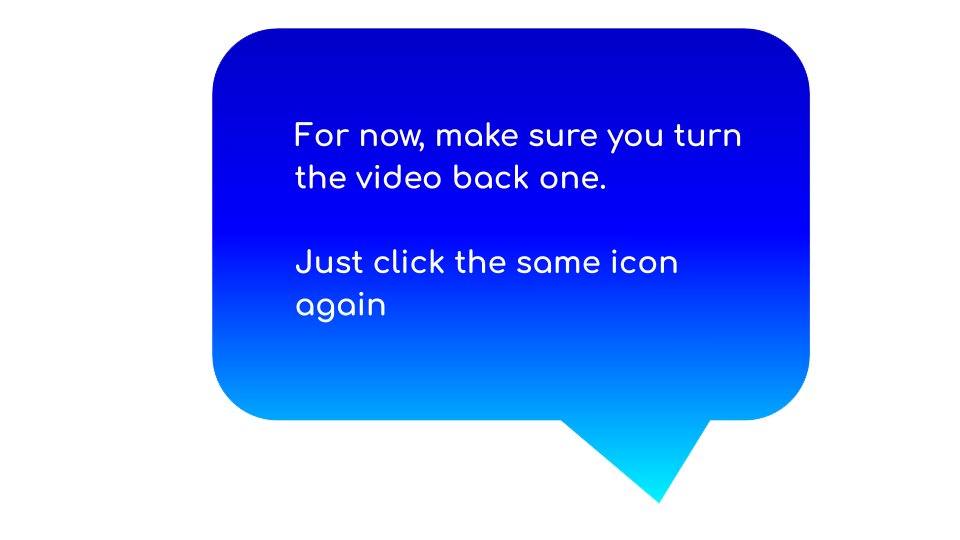 For now, make sure you turn
the video back one.
Just click the same icon
again